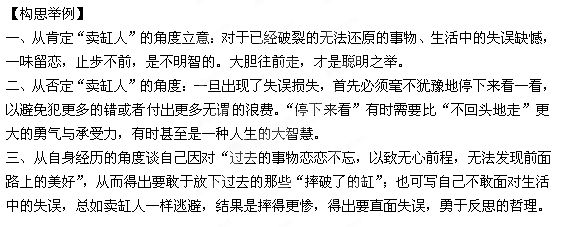 【构思举例】
一、从肯定“卖缸人”的角度立意：对于已经破裂的无法还原的事物、生活中的失误缺憾，
一味留恋，止步不前，是不明智的。大胆往前走，才是聪明之举。
二、从否定“卖缸人”的角度：一旦出现了失误损失，首先必须毫不犹豫地停下来看一看，
以避免犯更多的错或者付出更多无谓的浪费。“停下来看”有时需要比“不回头地走”更
大的勇气与承受力，有时甚至是一种人生的大智慧。
三、从自身经历的角度谈自己因对“过去的事物恋恋不忘，以致无心前程，无法发现前面
路上的美好”，从而得出要敢于放下过去的那些“摔破了的缸”；也可写自己不敢面对生活
中的失误，总如卖缸人一样逃避，结果是摔得更惨，得出要直面失误，勇于反思的哲理。